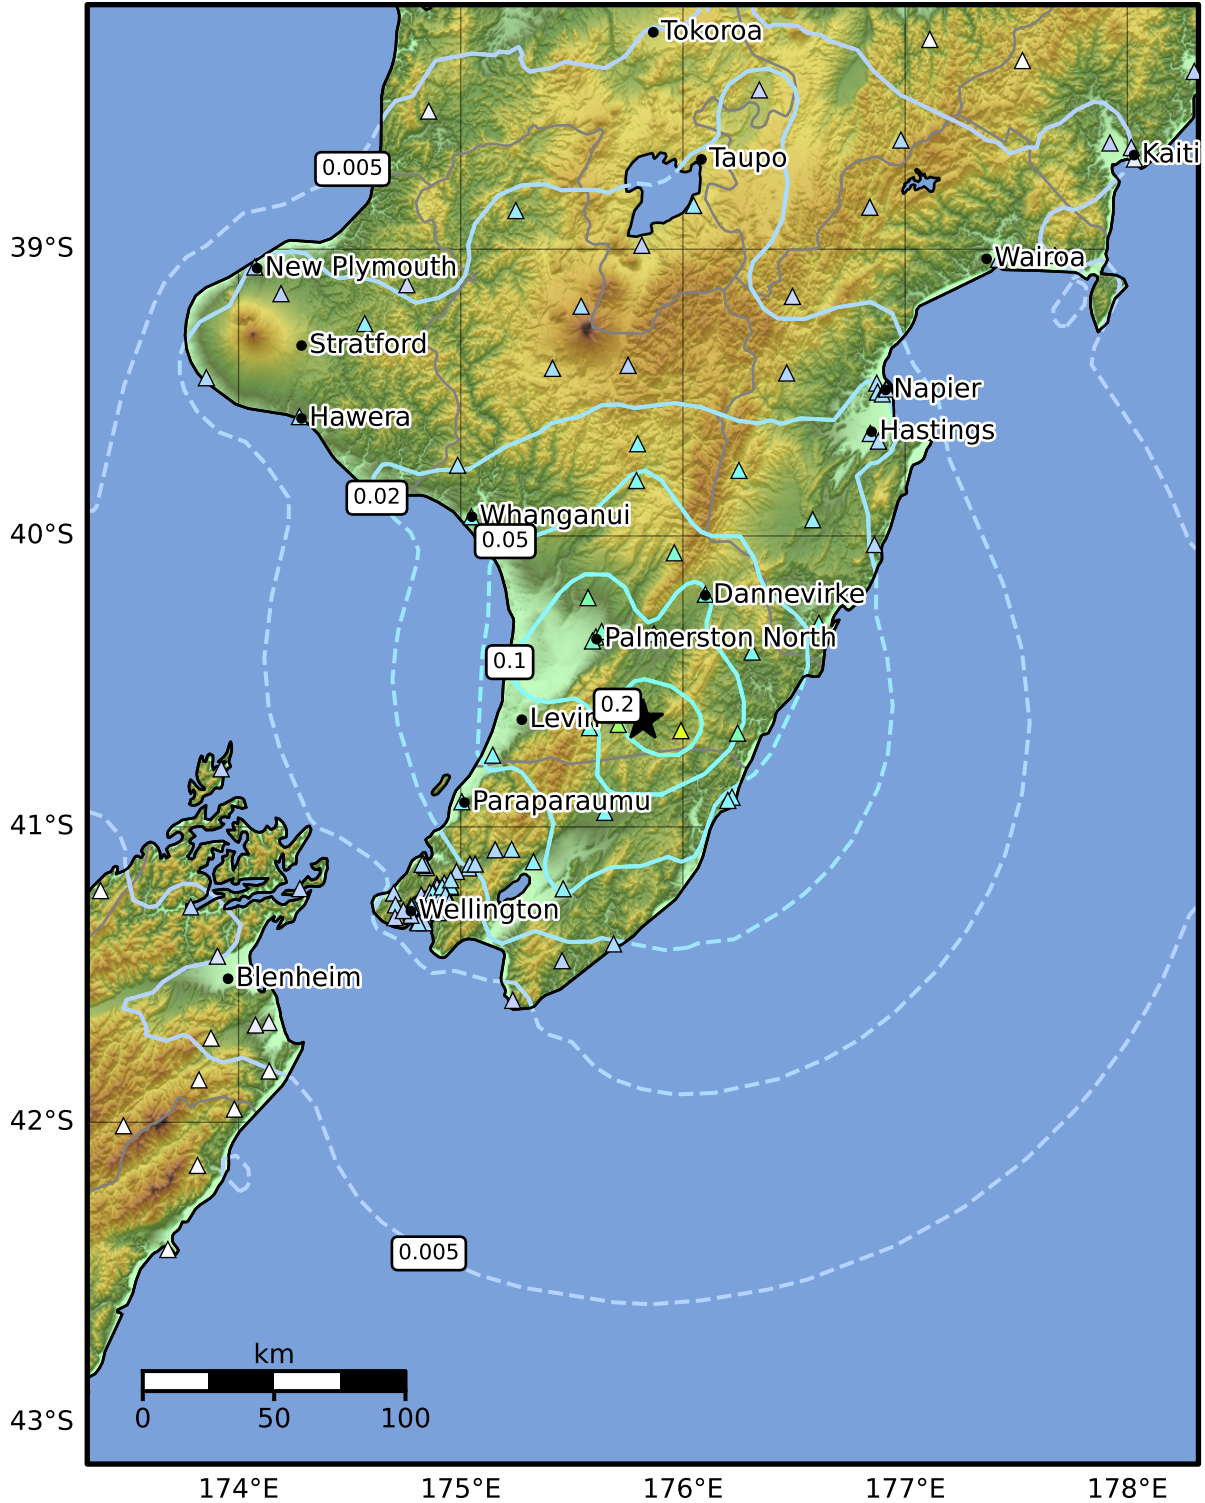 Tokoroa
Taupo
Kaiti
0.005
39°S
New Plymouth
Wairoa
Stratford
Napier
Hawera
Hastings
0.02
Whanganui
40°S
0.05
Dannevirke
Palmerston North
0.1
0.2
Levin
Paraparaumu
41°S
Wellington
Blenheim
42°S
0.005
km
0 50 100
43°S
174°E 175°E 176°E 177°E 178°E